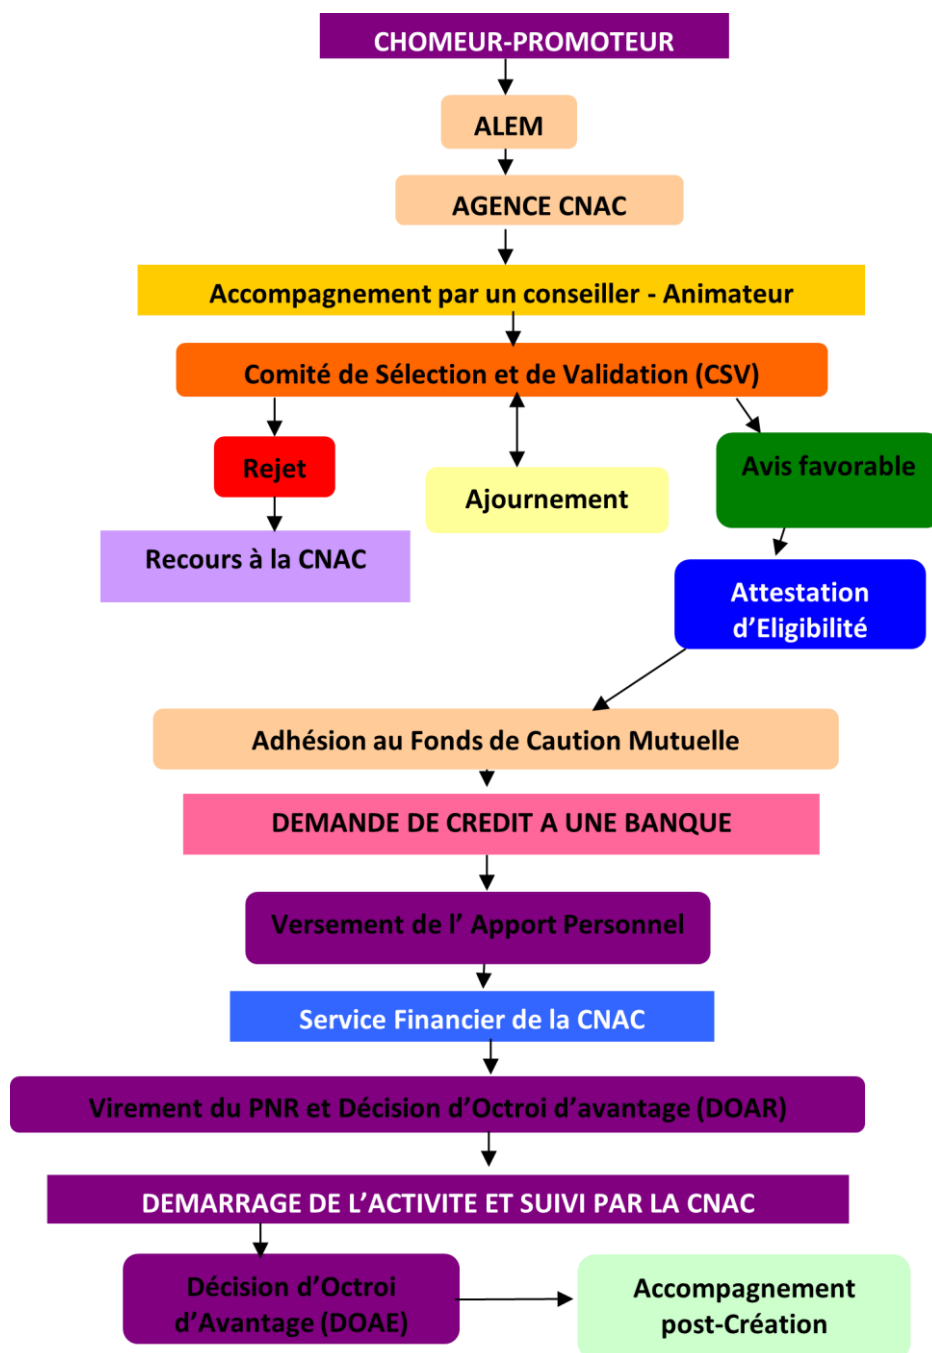 CHOMEUR-PROMOTEUR
ALEM
AGENCE CNAC
Accompagnement par un conseiller - Animateur
Comité de Sélection et de Validation (CSV)
Rejet
Ajournement
Avis favorable
Recours à la CNAC
Attestation
d’Eligibilité
Adhésion au Fonds de Caution Mutuelle
DEMANDE DE CREDIT A UNE BANQUE
Versement de l’ Apport Personnel
Service Financier de la CNAC
Virement du PNR et Décision d’Octroi d’avantage (DOAR)
DEMARRAGE DE L’ACTIVITE ET SUIVI PAR LA CNAC
Décision d’Octroi
d’Avantage (DOAE)
Accompagnement
post-Création